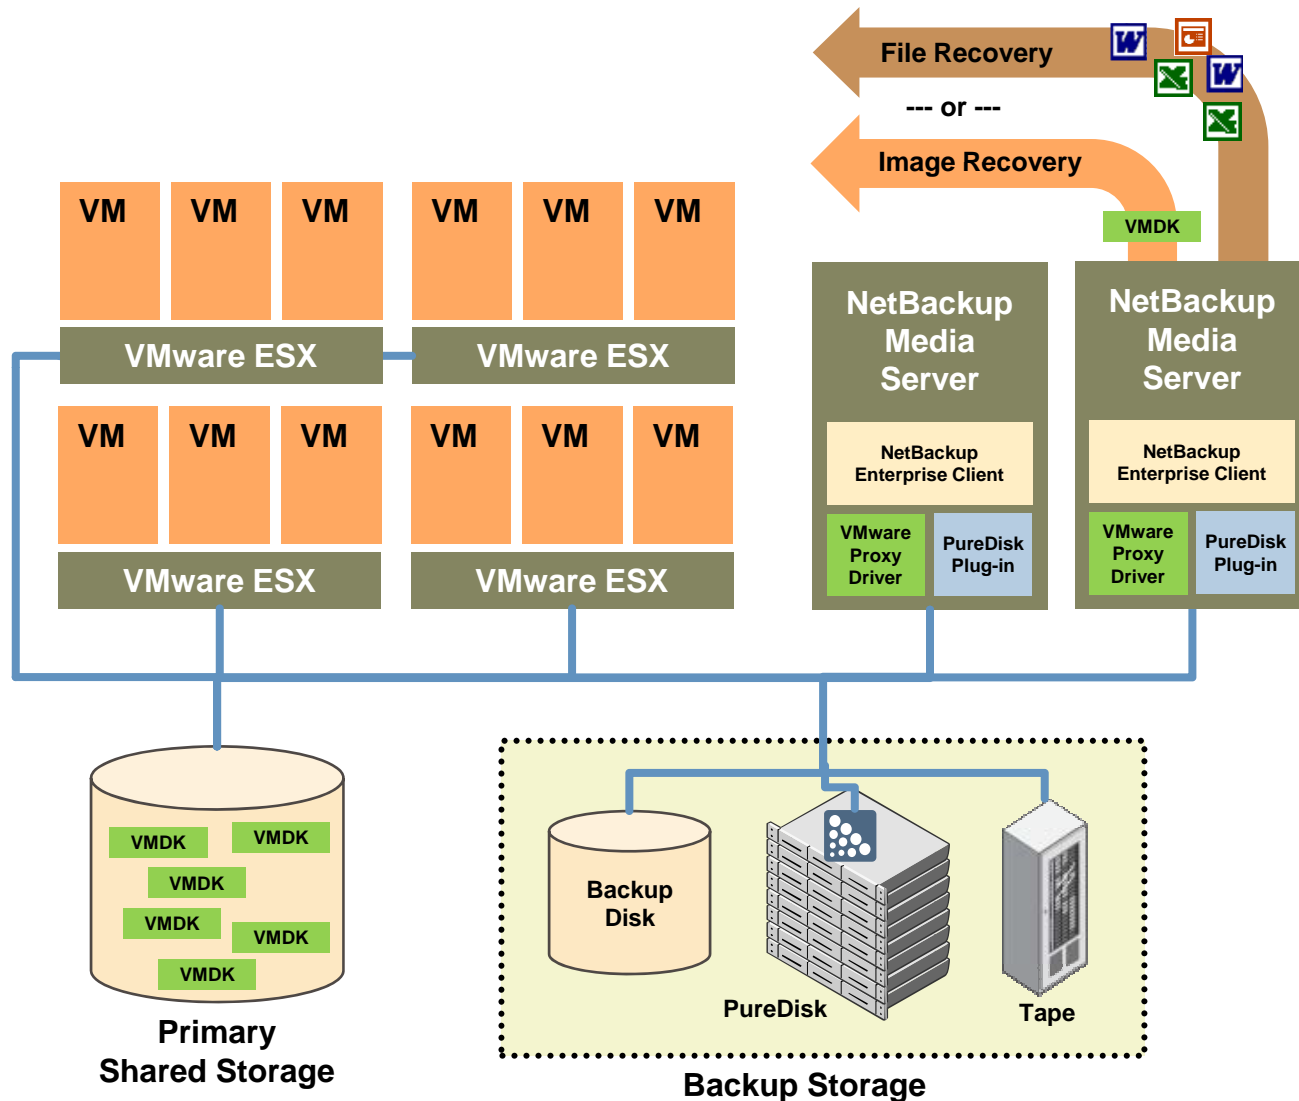 File Recovery
--- or ---
Image Recovery
VMDK
VM VM VM VM VM VM
VMware ESX VMware ESX
VM VM VM VM VM VM
VMware ESX VMware ESX
NetBackup
Media
Server
NetBackup
Enterprise Client
VMware
Proxy
Driver
PureDisk
Plug-in
NetBackup
Media
Server
NetBackup
Enterprise Client
VMware
Proxy
Driver
PureDisk
Plug-in
VMDK
VMDK
VMDK
VMDK
VMDK
VMDK
Primary
Shared Storage
Backup
Disk
PureDisk
Tape
Backup Storage